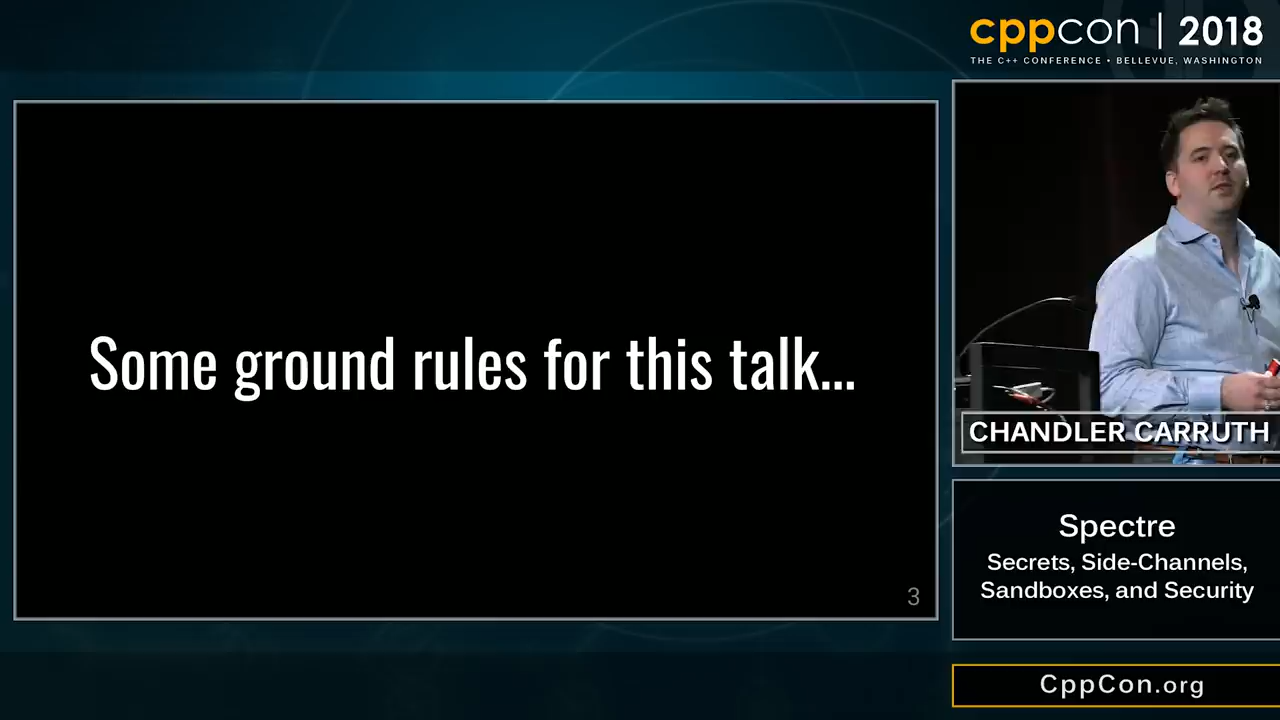 cppcon | 2018
THE C++ CONFERENCE • BELLEVUE, WASHINGTON
Some ground rules for this talk...
3
CHANDLER CARRUTH
Spectre
Secrets, Side-Channels,
Sandboxes, and Security
CppCon.org